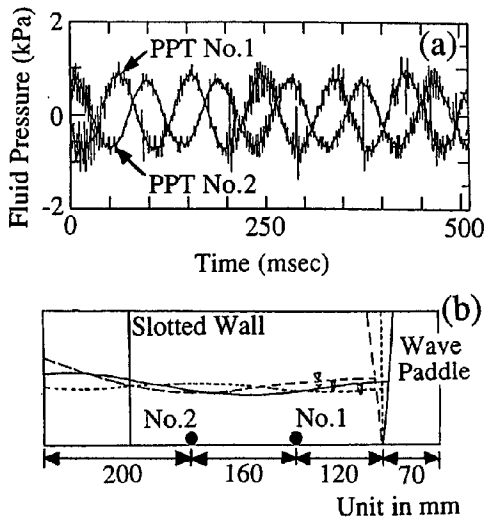 (a)
2
1
0
-2
Fluid Pressure (kPa)
PPT No.1
PPT No.2
0
250
500
Time (msec)
(b)
Slotted Wall
Wave
Paddle
No.2
No.1
200
160
120
70
Unit in mm